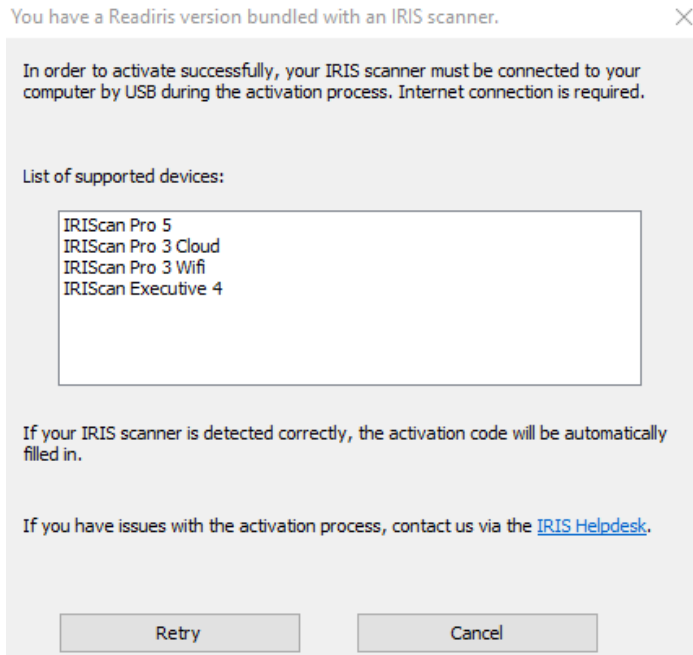 You have a Readiris version bundled with an IRIS scanner.
In order to activate successfully, your IRIS scanner must be connected to your
computer by USB during the activation process. Internet connection is required.
List of supported devices:
IRIScan Pro 5
IRIScan Pro 3 Cloud
IRIScan Pro 3 Wifi
IRIScan Executive 4
If your IRIS scanner is detected correctly, the activation code will be automatically
filled in.
If you have issues with the activation process, contact us via the IRIS Helpdesk.
Retry
Cancel